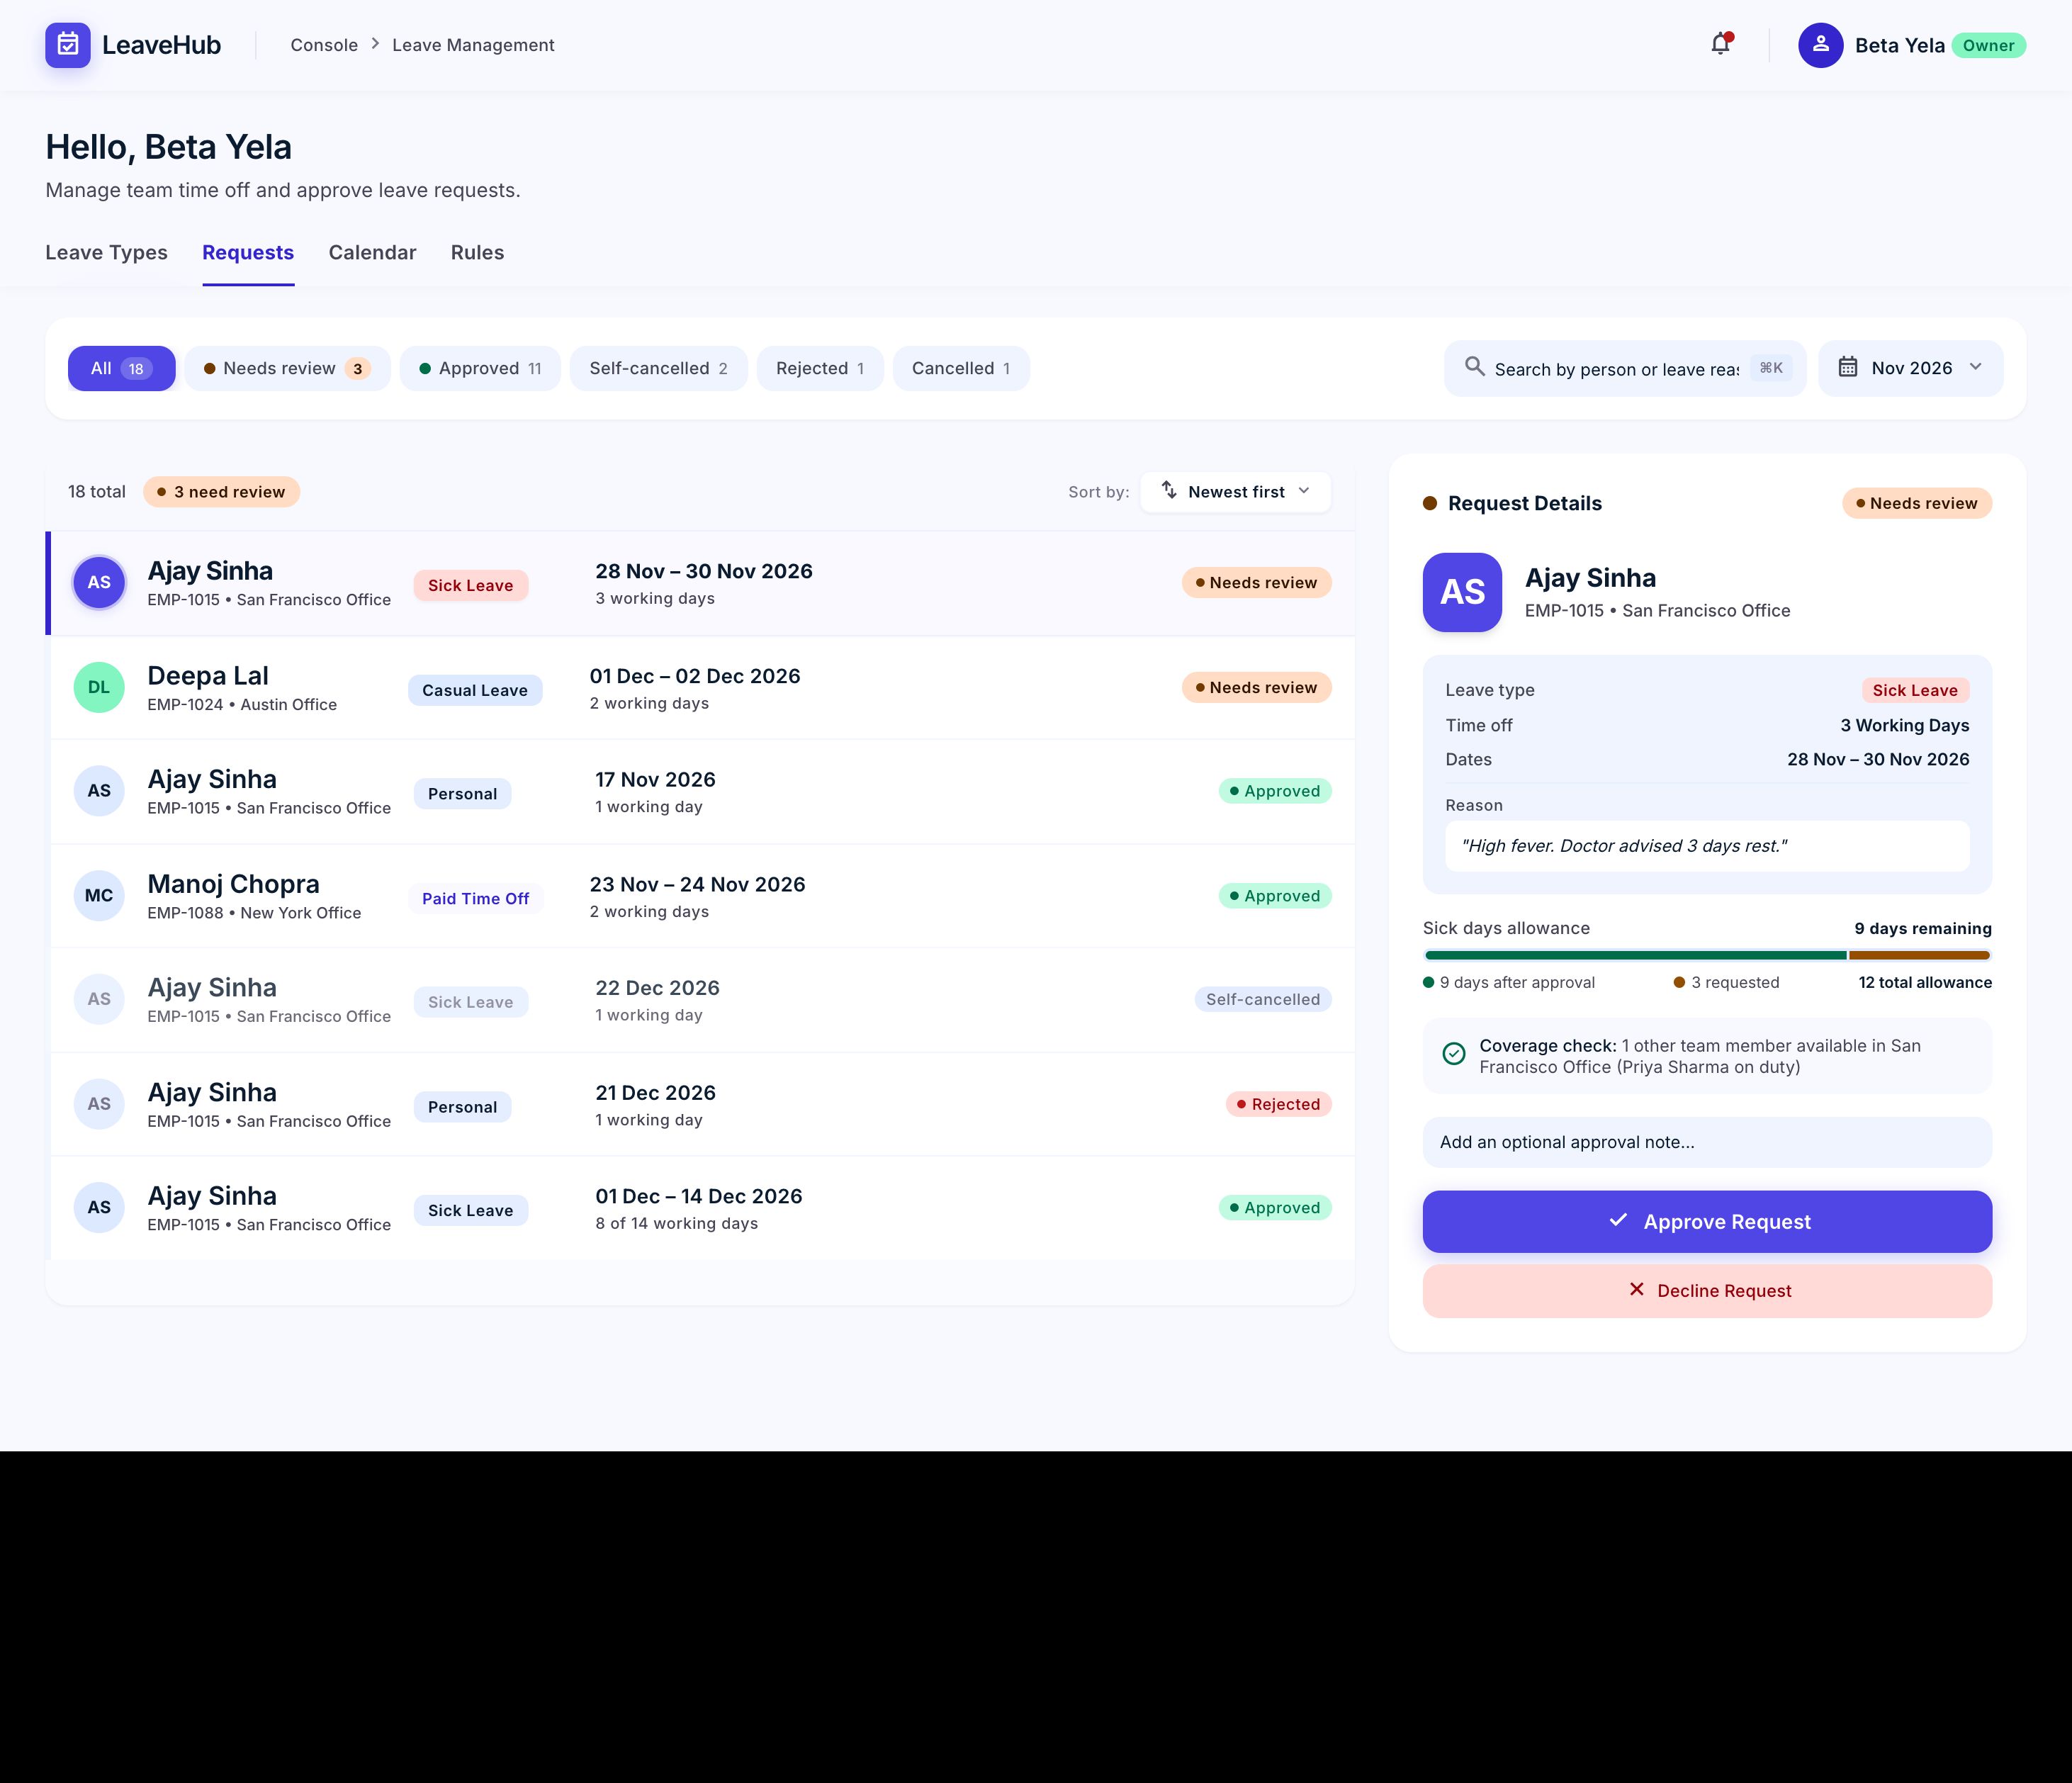 LeaveHub
Console > Leave Management
Beta Yela Owner
Hello, Beta Yela
Manage team time off and approve leave requests.
Leave Types Requests Calendar Rules
All 18 Needs review 3 Approved 11 Self-cancelled 2 Rejected 1 Cancelled 1
Search by person or leave reas ⌘K Nov 2026
18 total 3 need review Sort by: Newest first
AS Ajay Sinha Sick Leave 28 Nov – 30 Nov 2026 Needs review
EMP-1015 • San Francisco Office 3 working days
DL Deepa Lal Casual Leave 01 Dec – 02 Dec 2026 Needs review
EMP-1024 • Austin Office 2 working days
AS Ajay Sinha Personal 17 Nov 2026 Approved
EMP-1015 • San Francisco Office 1 working day
MC Manoj Chopra Paid Time Off 23 Nov – 24 Nov 2026 Approved
EMP-1088 • New York Office 2 working days
AS Ajay Sinha Sick Leave 22 Dec 2026 Self-cancelled
EMP-1015 • San Francisco Office 1 working day
AS Ajay Sinha Personal 21 Dec 2026 Rejected
EMP-1015 • San Francisco Office 1 working day
AS Ajay Sinha Sick Leave 01 Dec – 14 Dec 2026 Approved
EMP-1015 • San Francisco Office 8 of 14 working days
Request Details Needs review
AS Ajay Sinha
EMP-1015 • San Francisco Office
Leave type Sick Leave
Time off 3 Working Days
Dates 28 Nov – 30 Nov 2026
Reason
"High fever. Doctor advised 3 days rest."
Sick days allowance 9 days remaining
9 days after approval 3 requested 12 total allowance
Coverage check: 1 other team member available in San
Francisco Office (Priya Sharma on duty)
Add an optional approval note...
Approve Request
Decline Request